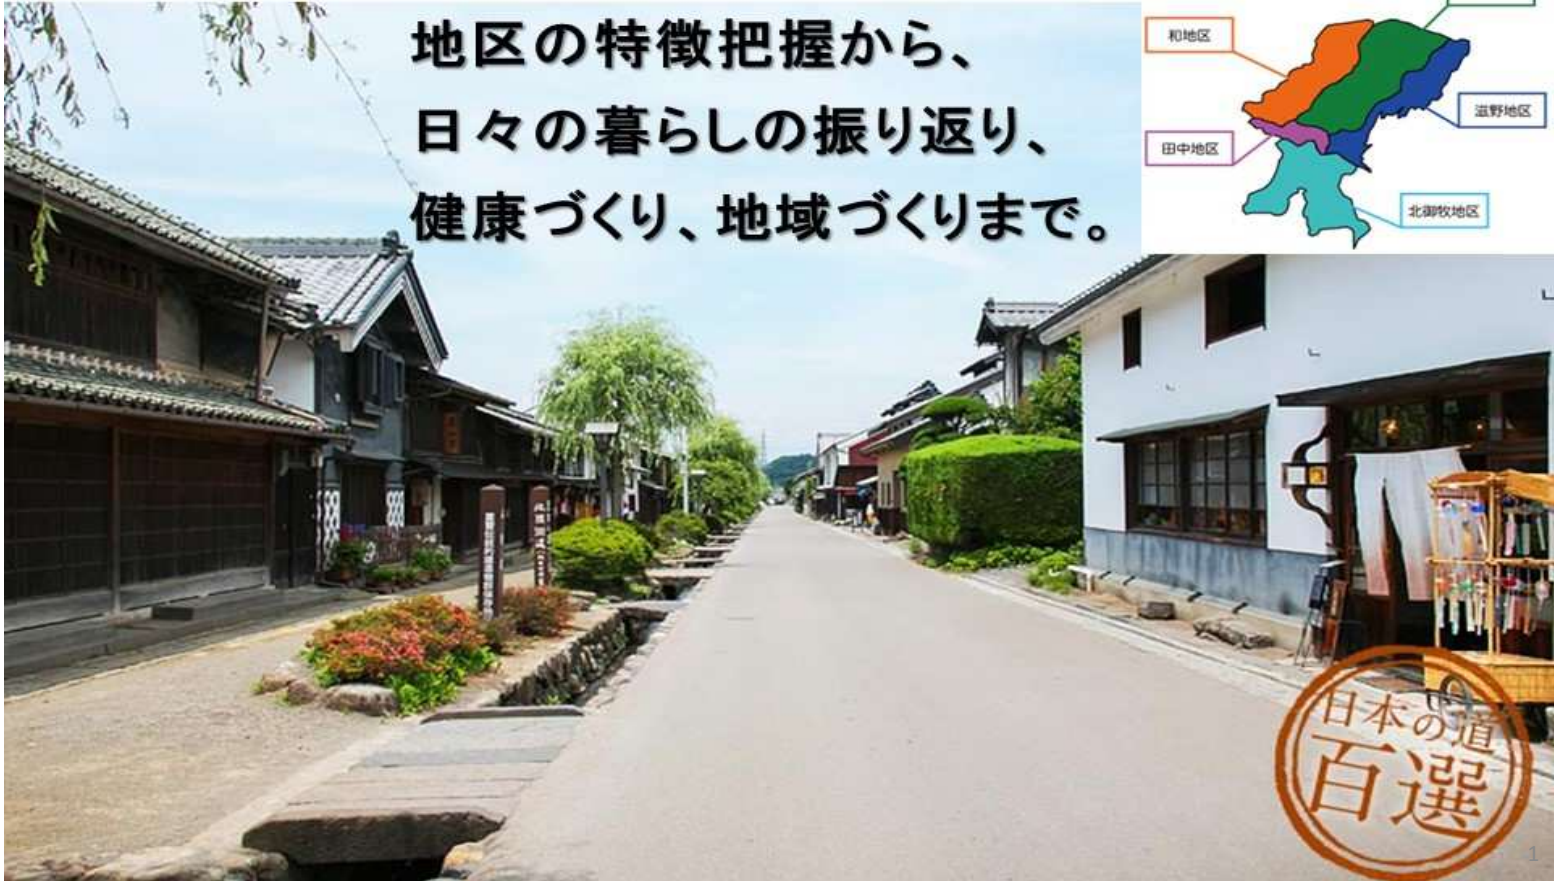 地区の特徴把握から、
日々の暮らしの振り返り、
健康づくり、地域づくりまで。
和地区
滋野地区
田中地区
北御牧地区
日本の道
百選
1